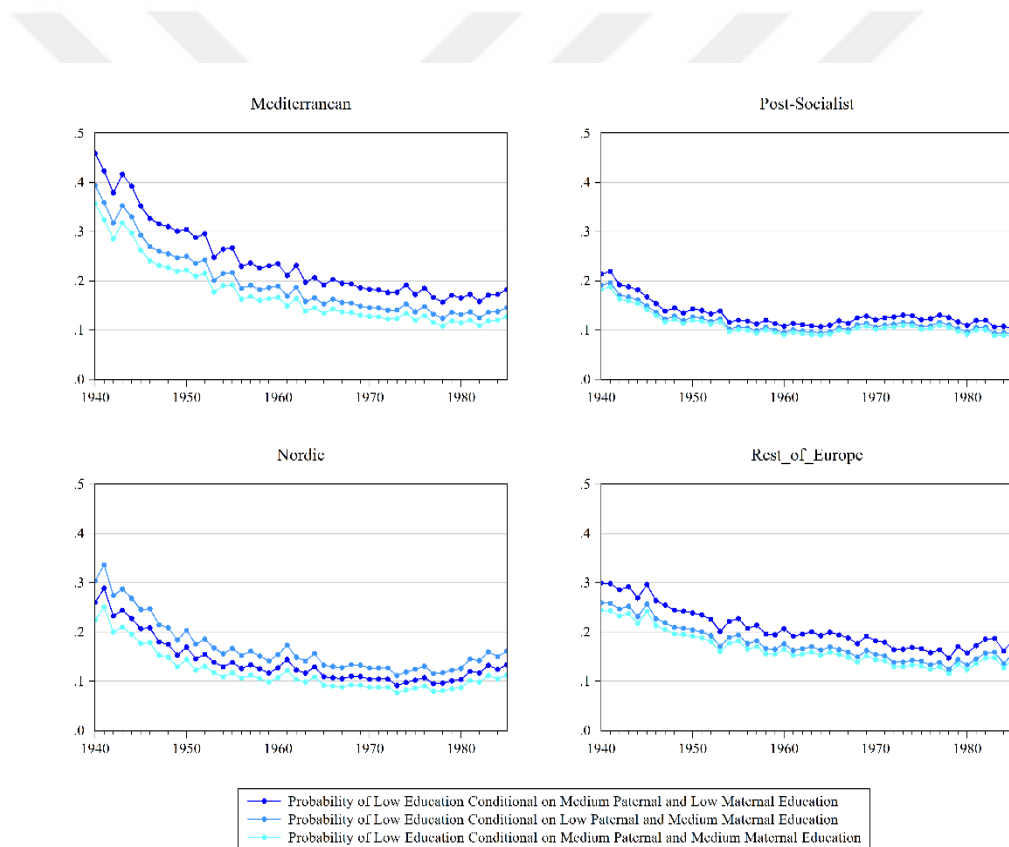 Mediterranean
.5
.4
.3
.2
.1
.0
1940 1950 1960 1970 1980
Post-Socialist
.5
.4
.3
.2
.1
.0
1940 1950 1960 1970 1980
Nordic
.5
.4
.3
.2
.1
.0
1940 1950 1960 1970 1980
Rest_of_Europe
.5
.4
.3
.2
.1
.0
1940 1950 1960 1970 1980
Probability of Low Education Conditional on Medium Paternal and Low Maternal Education
Probability of Low Education Conditional on Low Paternal and Medium Maternal Education
Probability of Low Education Conditional on Medium Paternal and Medium Maternal Education